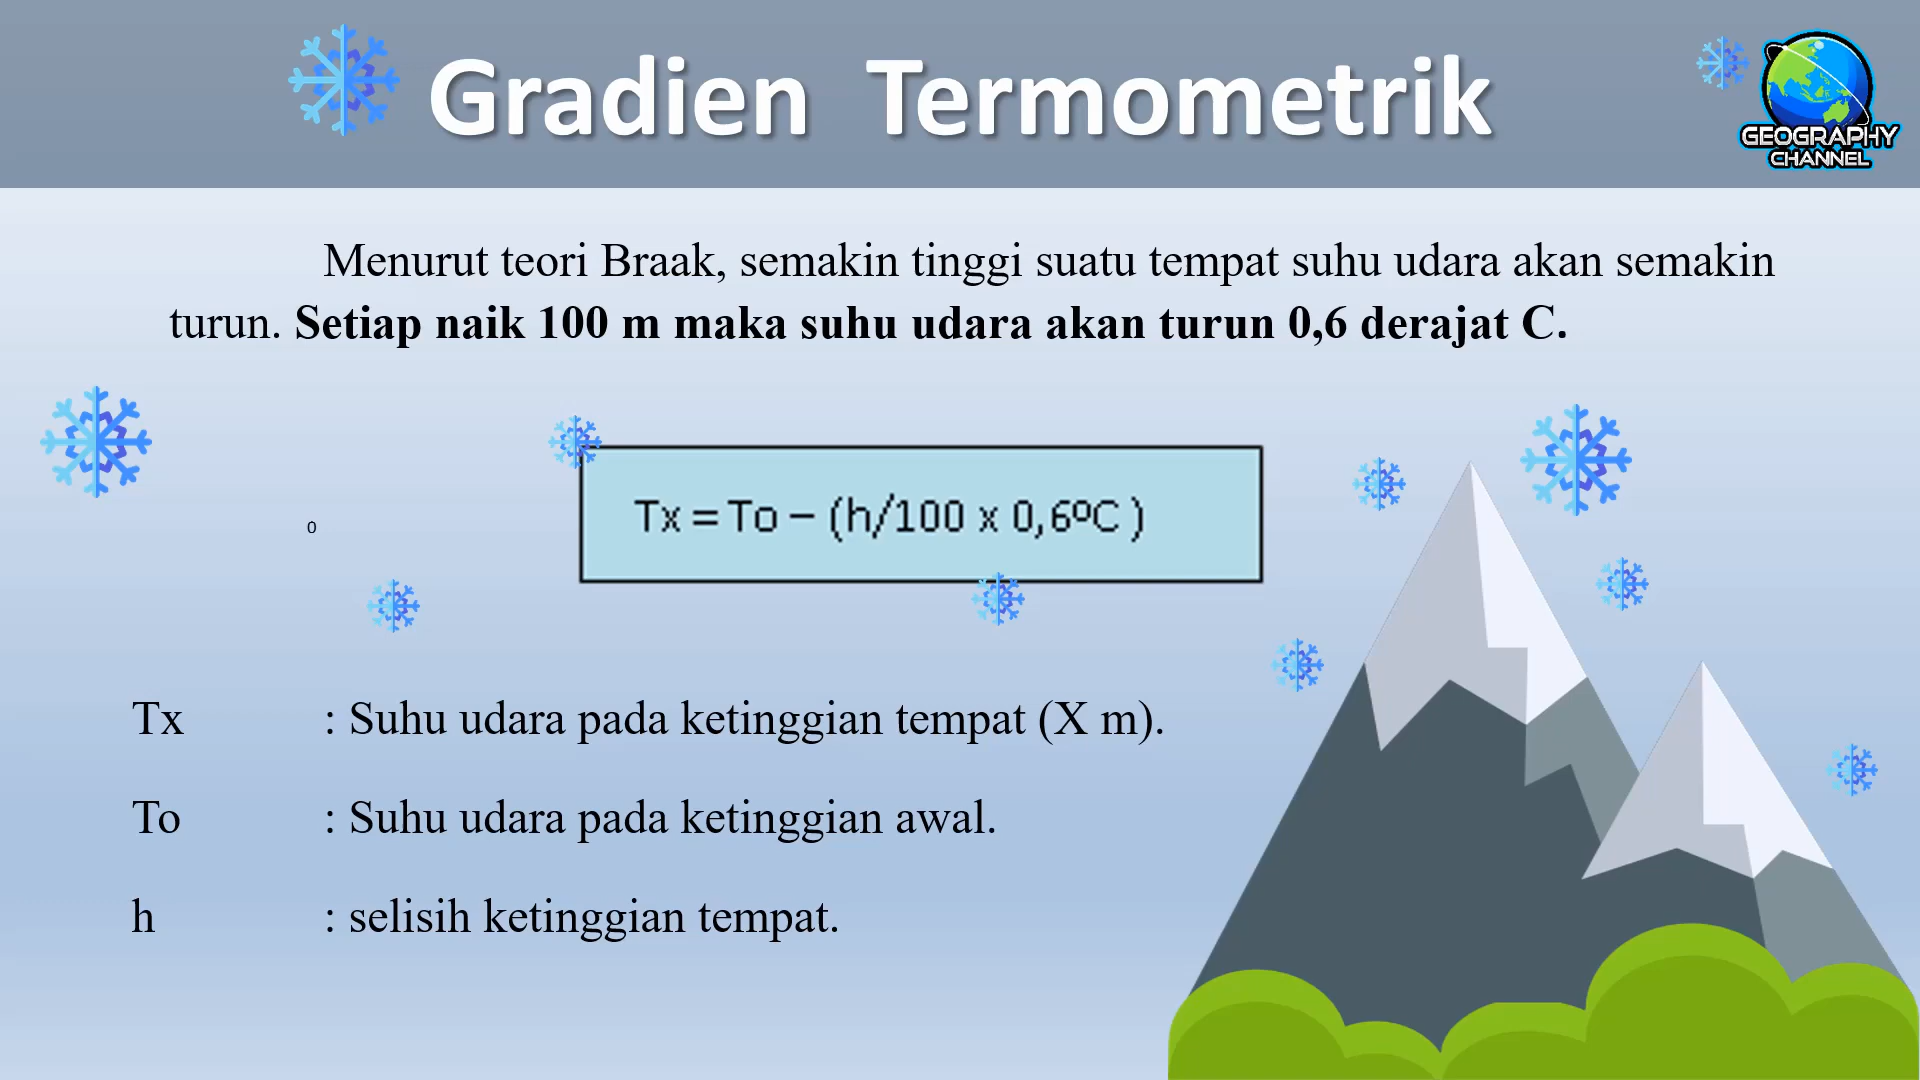 Gradien Termometrik
GEOGRAPHY
CHANNEL
Menurut teori Braak, semakin tinggi suatu tempat suhu udara akan semakin
turun. Setiap naik 100 m maka suhu udara akan turun 0,6 derajat C.
0
Tx = To – (h/100 x 0,6ºC )
Tx : Suhu udara pada ketinggian tempat (X m).
To : Suhu udara pada ketinggian awal.
h : selisih ketinggian tempat.